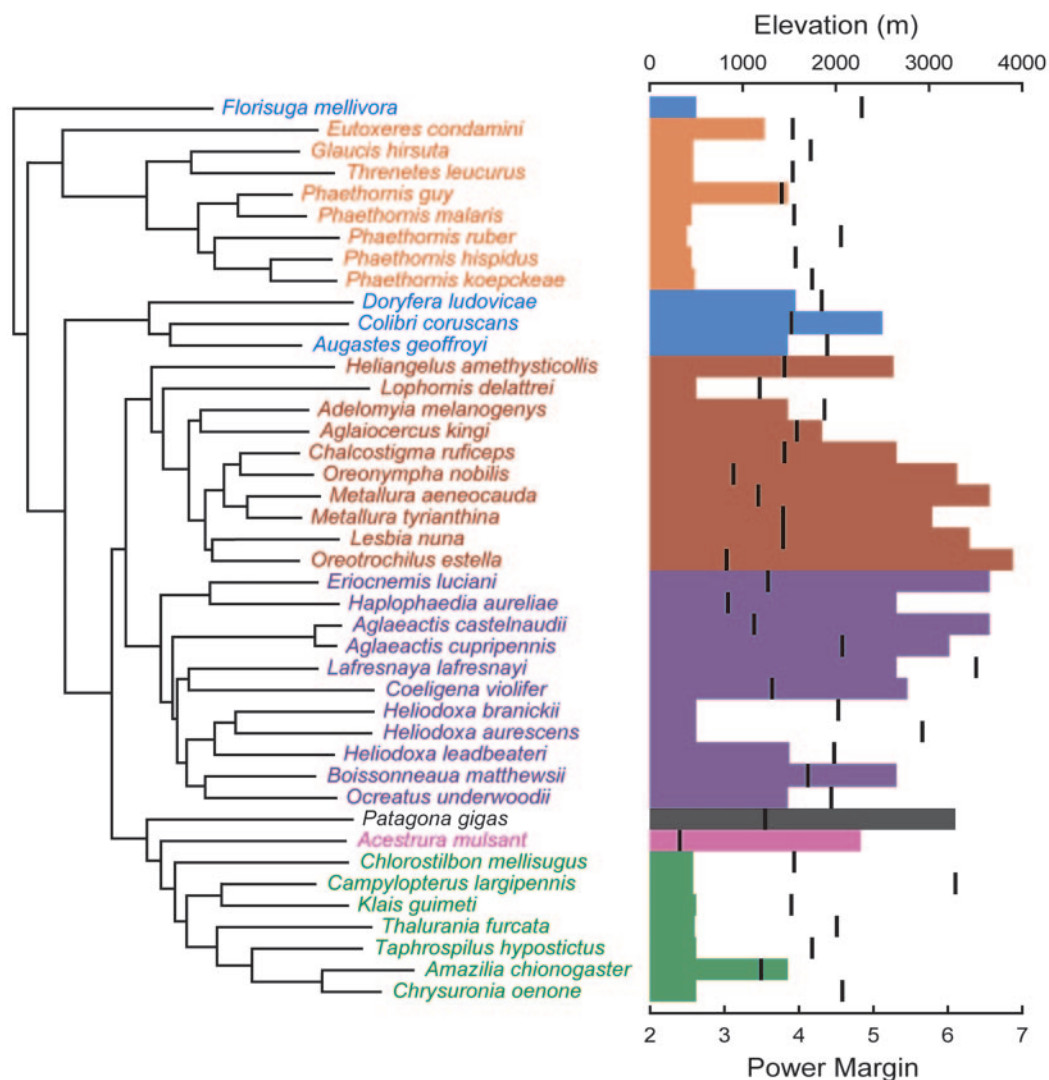 Elevation (m)
0 1000 2000 3000 4000
Florisuga mellivora
Eutoxeres condamini
Glaucis hirsuta
Threnetes leucurus
Phaethornis guy
Phaethornis malaris
Phaethornis ruber
Phaethornis hispidus
Phaethornis koepckeae
Doryfera ludovicae
Colibri coruscans
Augastes geoffroyi
Heliangelus amethysticollis
Lophornis delattrei
Adelomyia melanogenys
Aglaiocercus kingi
Chalcostigma ruficeps
Oreonympha nobilis
Metallura aeneocauda
Metallura tyrianthina
Lesbia nuna
Oreotrochilus estella
Eriocnemis luciani
Haplophaedia aureliae
Aglaeactis castelnaudii
Aglaeactis cupripennis
Lafresnaya lafresnayi
Coeligena violifer
Heliodoxa branickii
Heliodoxa aurescens
Heliodoxa leadbeateri
Boissonneaua matthewsii
Ocreatus underwoodii
Patagona gigas
Acestrura mulsant
Chlorostilbon mellisugus
Campylopterus largipennis
Klais guimeti
Thalurania furcata
Taphrospilus hypostictus
Amazilia chionogaster
Chrysuronia oenone
2 3 4 5 6 7
Power Margin